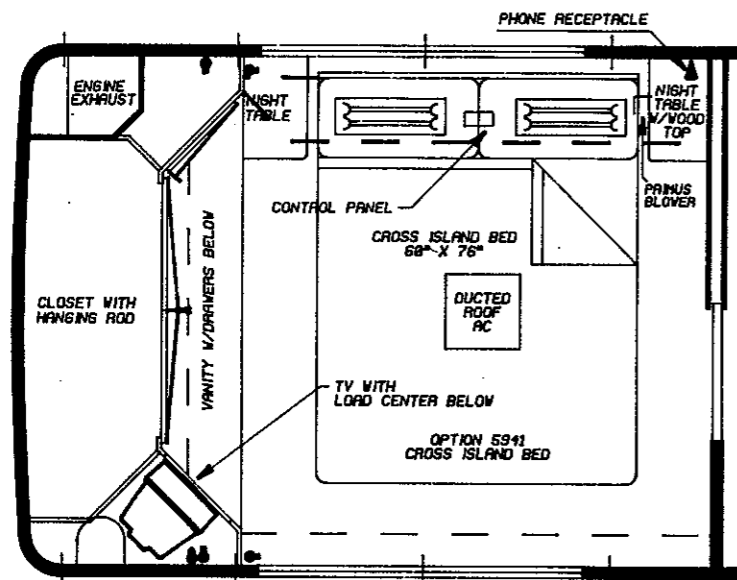 PHONE RECEPTACLE
ENGINE
EXHAUST
NIGHT
TABLE
NIGHT
TABLE
W/WOOD
TOP
PRIMUS
BLOWER
CONTROL PANEL
CROSS ISLAND BED
60" X 76"
VANITY W/DRAWERS BELOW
CLOSET WITH
HANGING ROD
DUCTED
ROOF
AC
TV WITH
LOAD CENTER BELOW
OPTION 5941
CROSS ISLAND BED